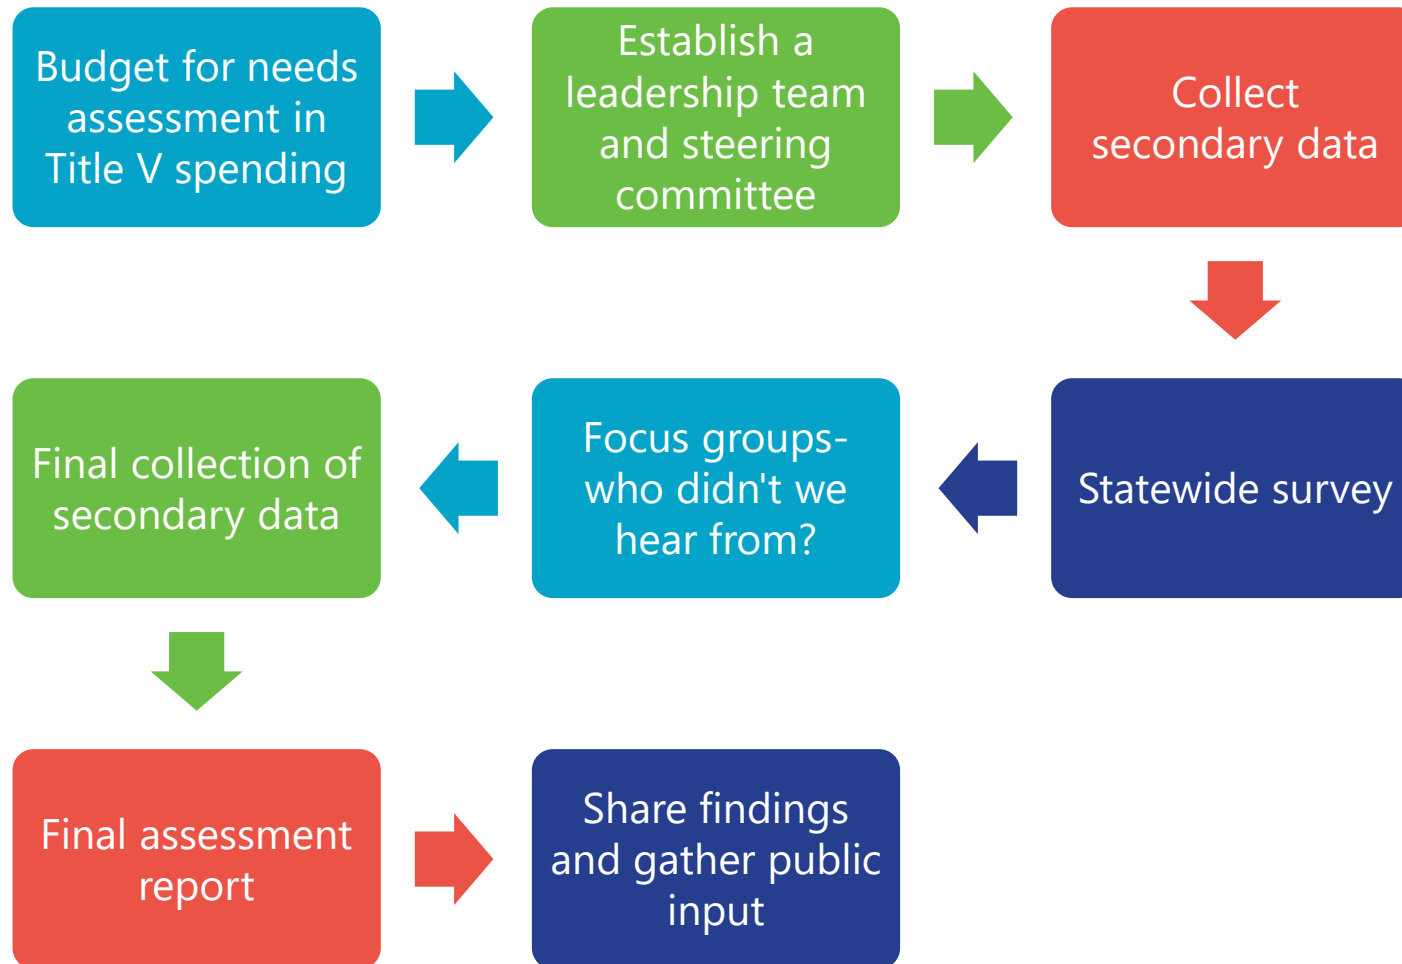 Budget for needs
assessment in
Title V spending
Establish a
leadership team
and steering
committee
Collect
secondary data
Statewide survey
Focus groups-
who didn't we
hear from?
Final collection of
secondary data
Final assessment
report
Share findings
and gather public
input